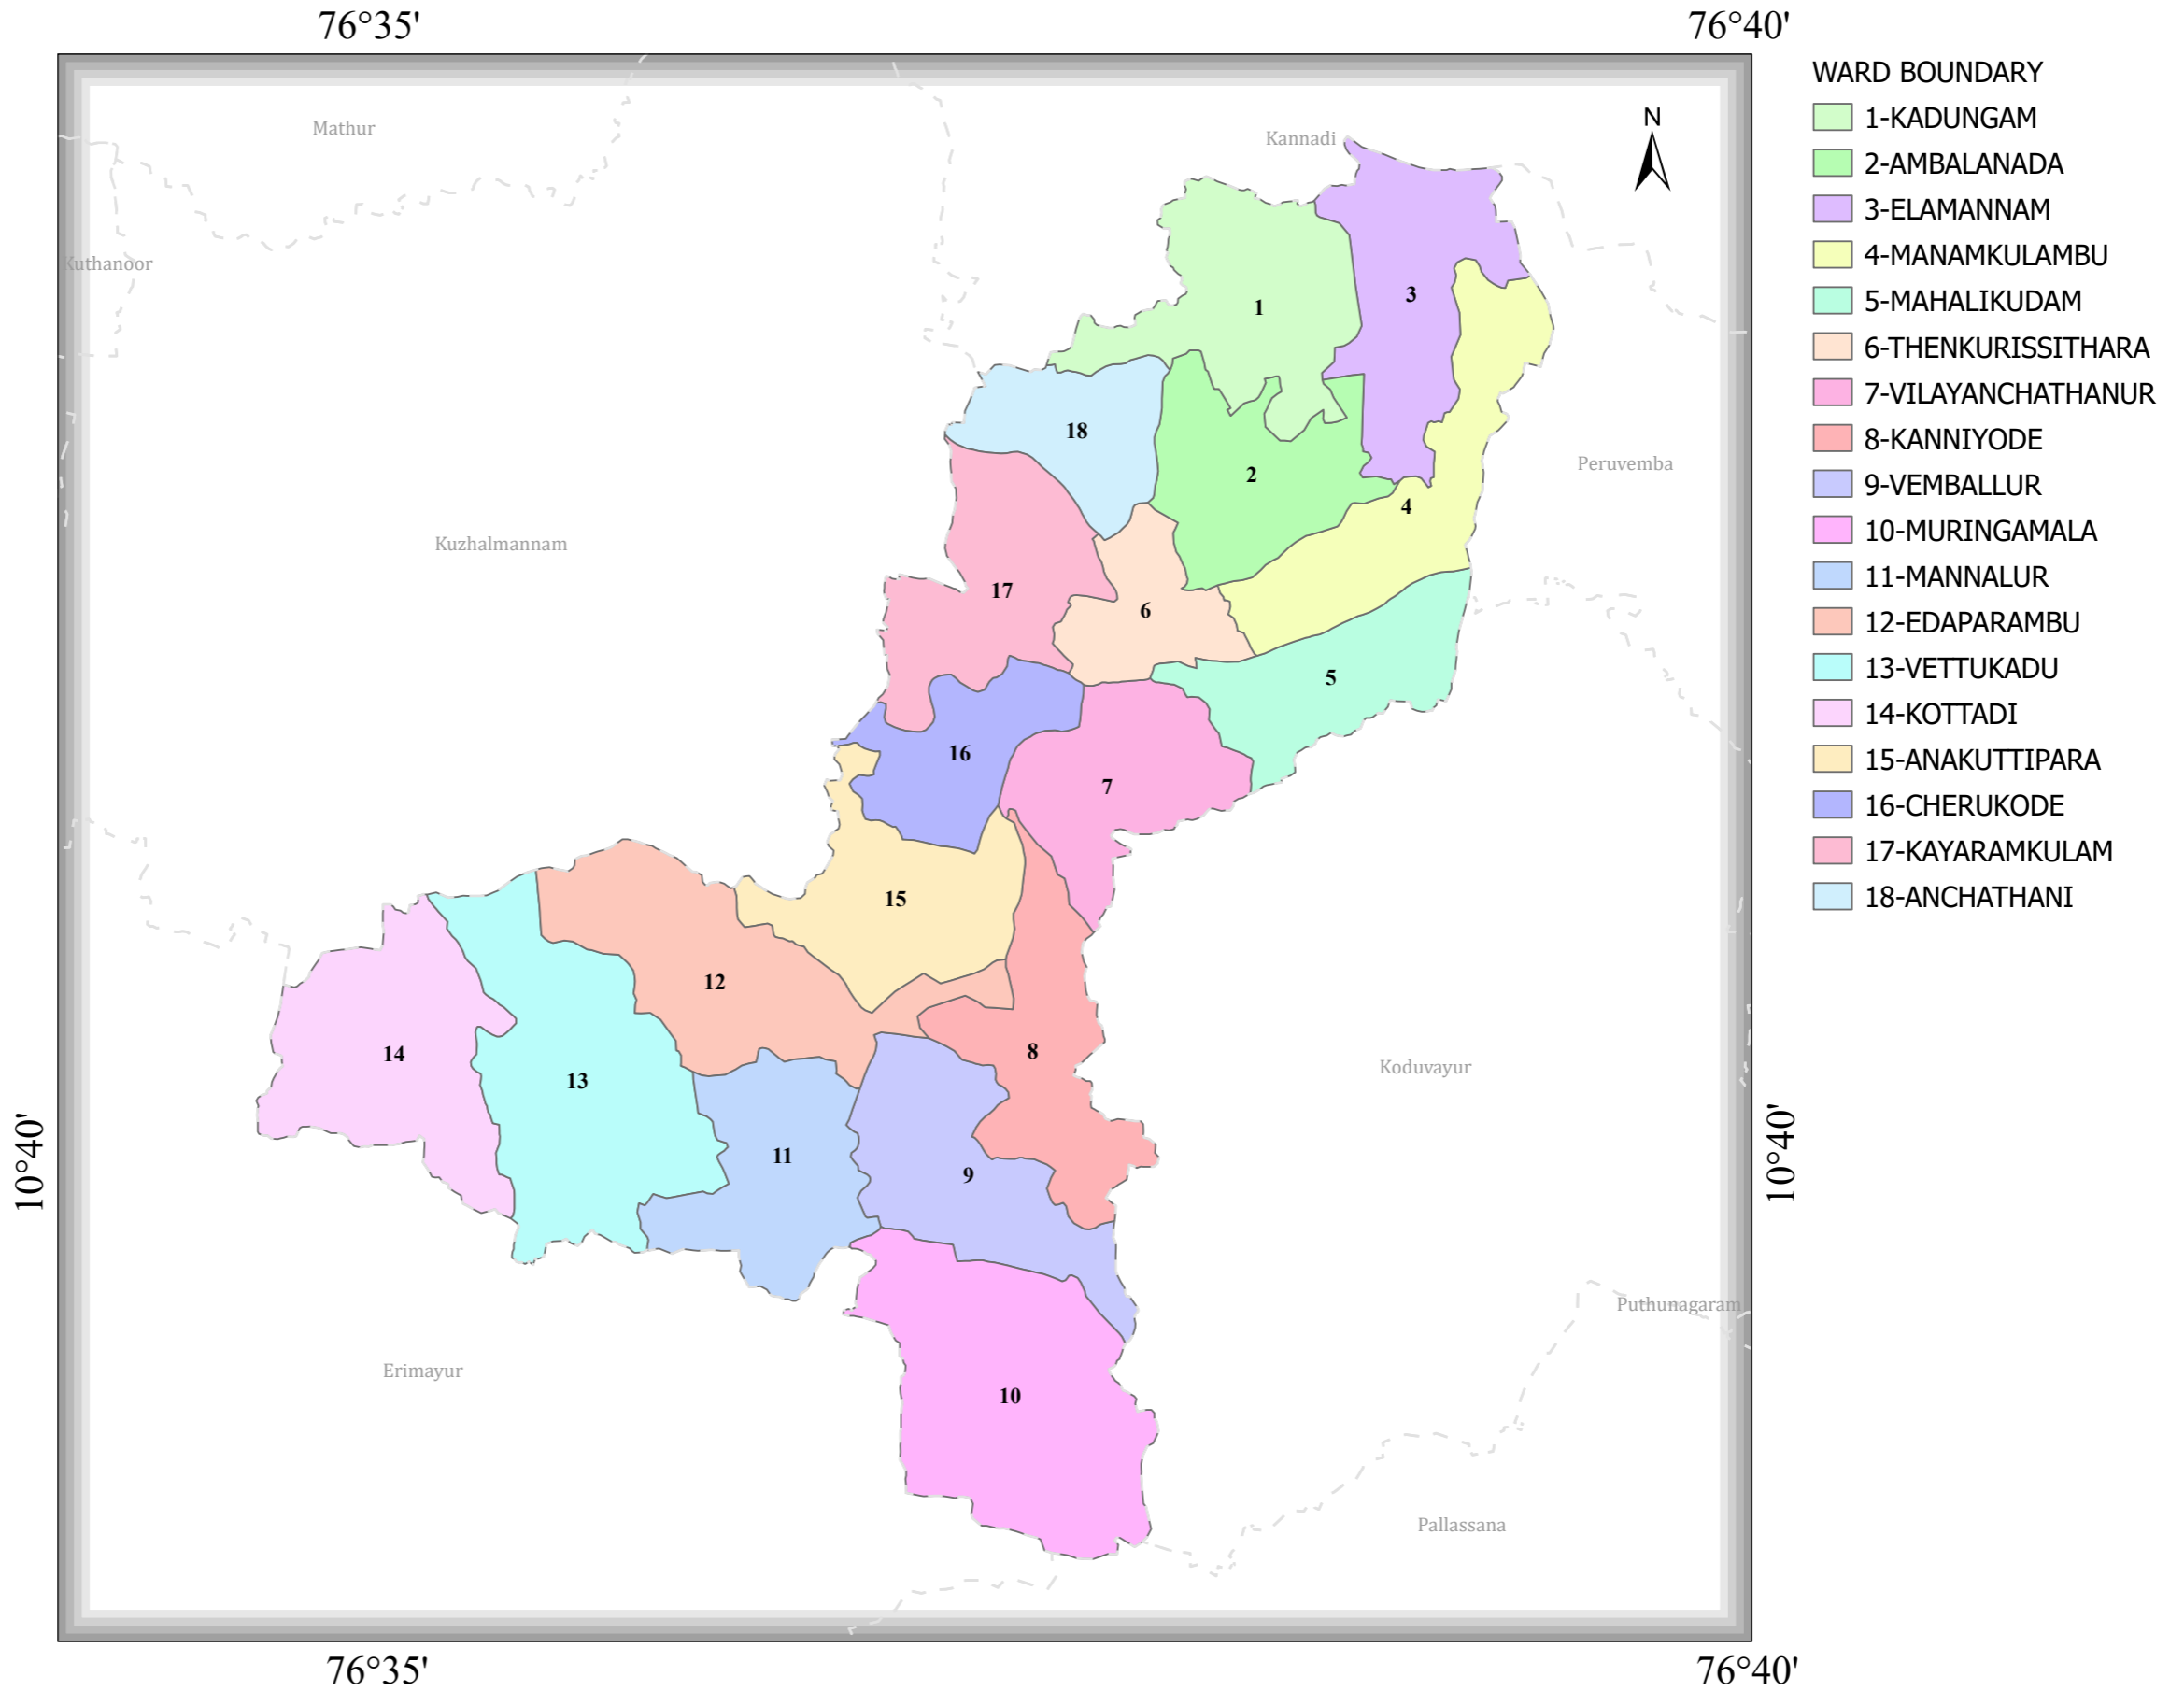 76°35'
76°40'
WARD BOUNDARY
1-KADUNGAM
2-AMBALANADA
3-ELAMANNAM
4-MANAMKULAMBU
5-MAHALIKUDAM
6-THENKURISSITHARA
7-VILAYANCHATHANUR
8-KANNIYODE
9-VEMBALLUR
10-MURINGAMALA
11-MANNALUR
12-EDAPARAMBU
13-VETTUKADU
14-KOTTADI
15-ANAKUTTIPARA
16-CHERUKODE
17-KAYARAMKULAM
18-ANCHATHANI
N
Mathur
Kannadi
Kuthanoor
3
1
18
Peruvemba
2
4
Kuzhalmannam
17
6
5
16
7
15
12
8
14
Koduvayur
13
10°40'
10°40'
11
9
Puthunagaram
Erimayur
10
Pallassana
76°35'
76°40'